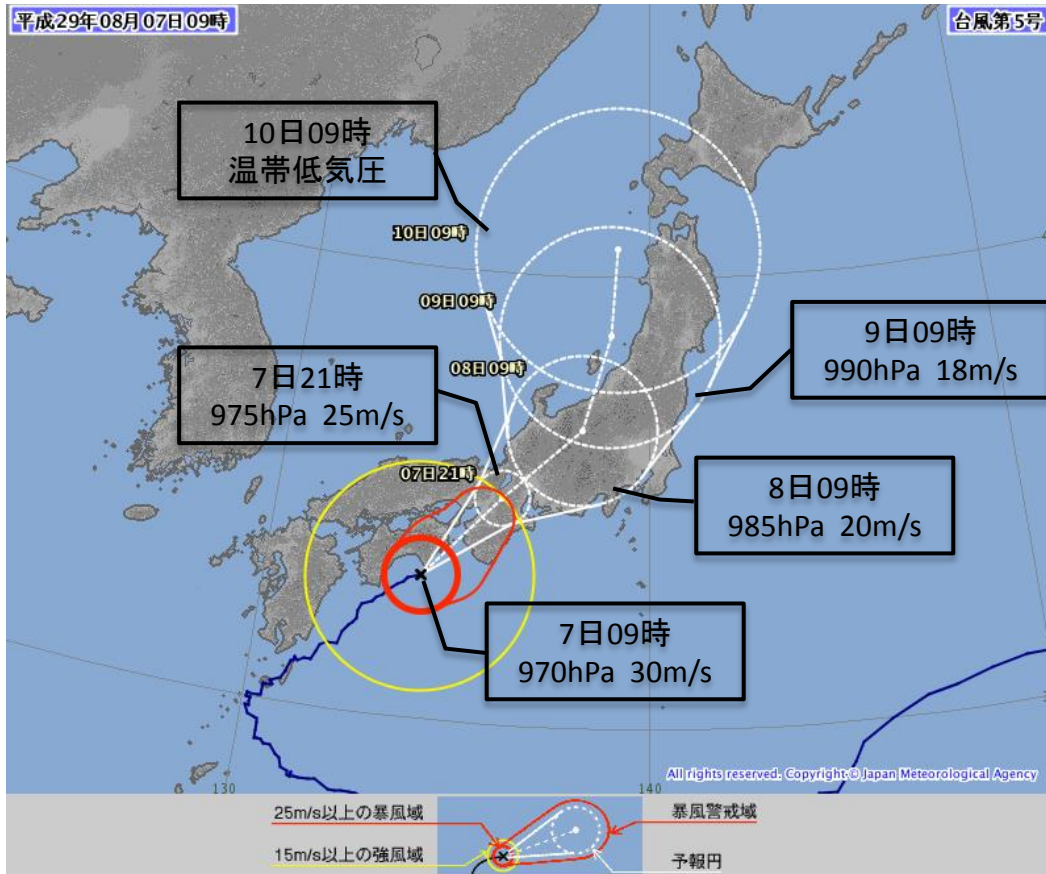 平成29年08月07日09時
台風第5号
10日09時
温帯低気圧
10日09時
09日09時
9日09時
990hPa 18m/s
7日21時
975hPa 25m/s
08日09時
07日21時
8日09時
985hPa 20m/s
7日09時
970hPa 30m/s
All rights reserved. Copyright © Japan Meteorological Agency
130
140
25m/s以上の暴風域
暴風警戒域
15m/s以上の強風域
予報円